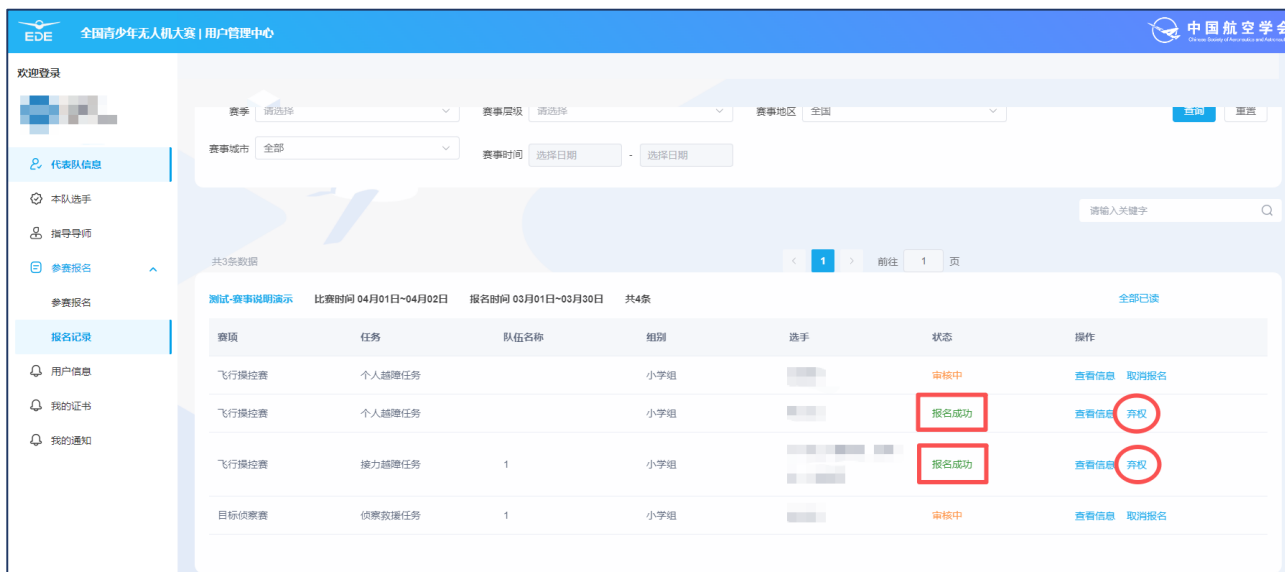 EDE 全国青少年无人机大赛 | 用户管理中心 中国航空学会
Chinese Society of Aeronautics and Astronautics
欢迎登录
赛季 请选择 赛事层级 请选择 赛事地区 全国 查询 重置
赛事城市 全部 赛事时间 选择日期 - 选择日期
代表队信息
本队选手
指导导师
参赛报名
参赛报名
报名记录
用户信息
我的证书
我的通知
请输入关键字
共3条数据 < 1 > 前往 1 页
测试-赛事说明演示 比赛时间 04月01日~04月02日 报名时间 03月01日~03月30日 共4条 全部已读
赛项 任务 队伍名称 组别 选手 状态 操作
飞行操控赛 个人越障任务 小学组 审核中 查看信息 取消报名
飞行操控赛 个人越障任务 小学组 报名成功 查看信息 弃权
飞行操控赛 接力越障任务 1 小学组 报名成功 查看信息 弃权
目标侦察赛 侦察救援任务 1 小学组 审核中 查看信息 取消报名